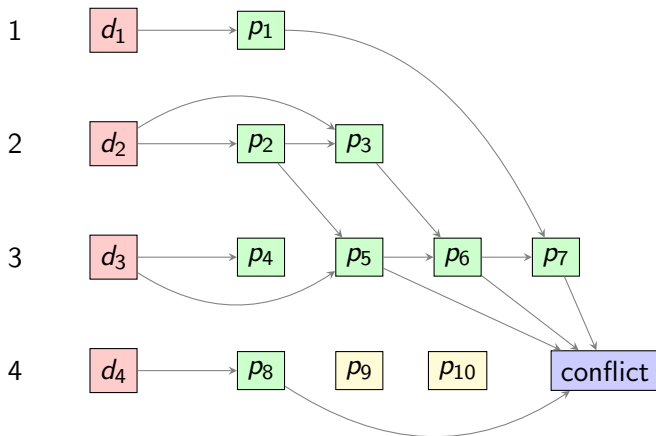 1 d₁ p₁
2 d₂ p₂ p₃
3 d₃ p₄ p₅ p₆ p₇
4 d₄ p₈ p₉ p₁₀ conflict